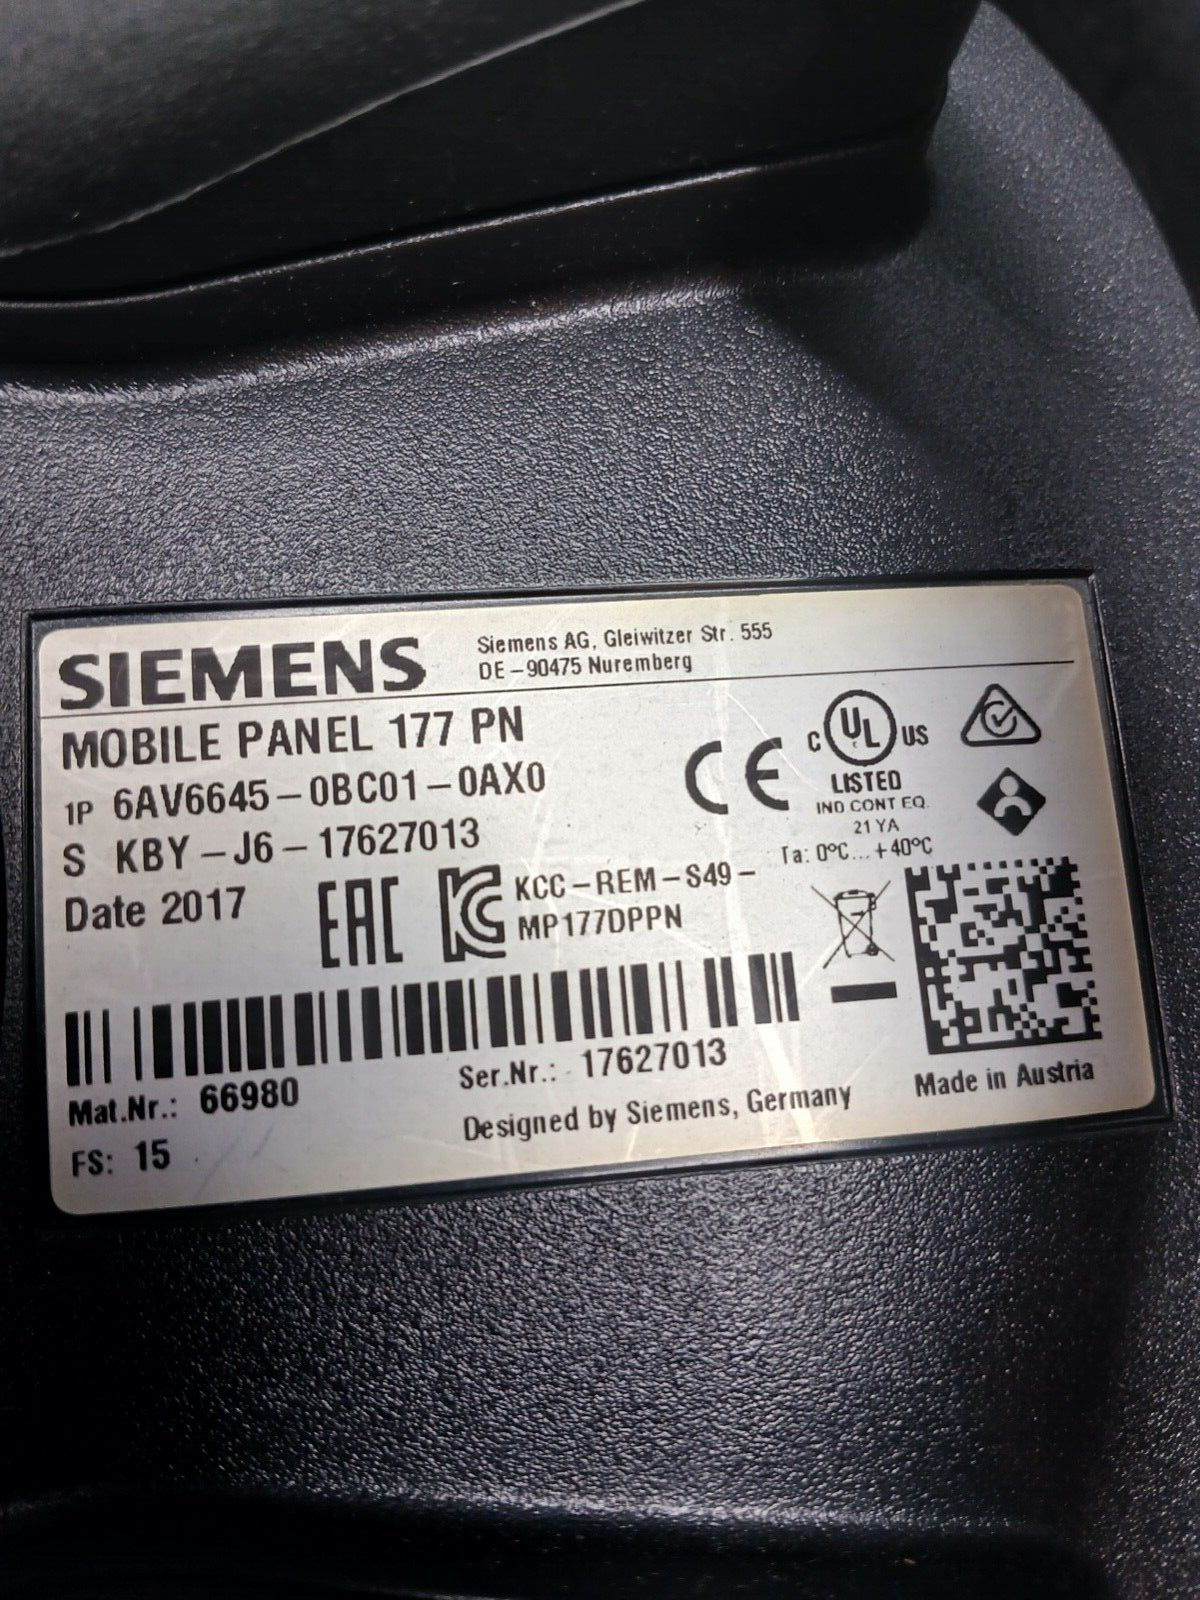 SIEMENS
Siemens AG, Gleiwitzer Str. 555
DE-90475 Nuremberg
MOBILE PANEL 177 PN
1P 6AV6645-0BC01-0AX0
S KBY-J6-17627013
Date 2017
EAC
KCC-REM-S49-
MP177DPPN
CE
C UL US
LISTED
IND.CONT.EQ.
21 YA
Ta: 0°C...+40°C
Mat.Nr.: 66980
Ser.Nr.: 17627013
FS: 15
Designed by Siemens, Germany
Made in Austria